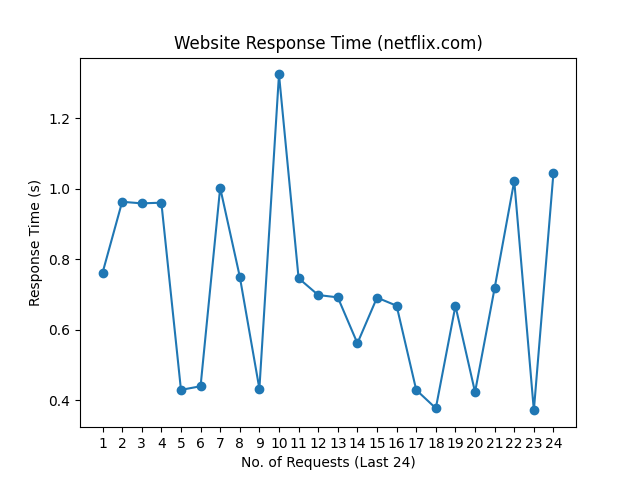 Website Response Time (netflix.com)
1.2
1.0
0.8
0.6
0.4
Response Time (s)
1 2 3 4 5 6 7 8 9 10 11 12 13 14 15 16 17 18 19 20 21 22 23 24
No. of Requests (Last 24)